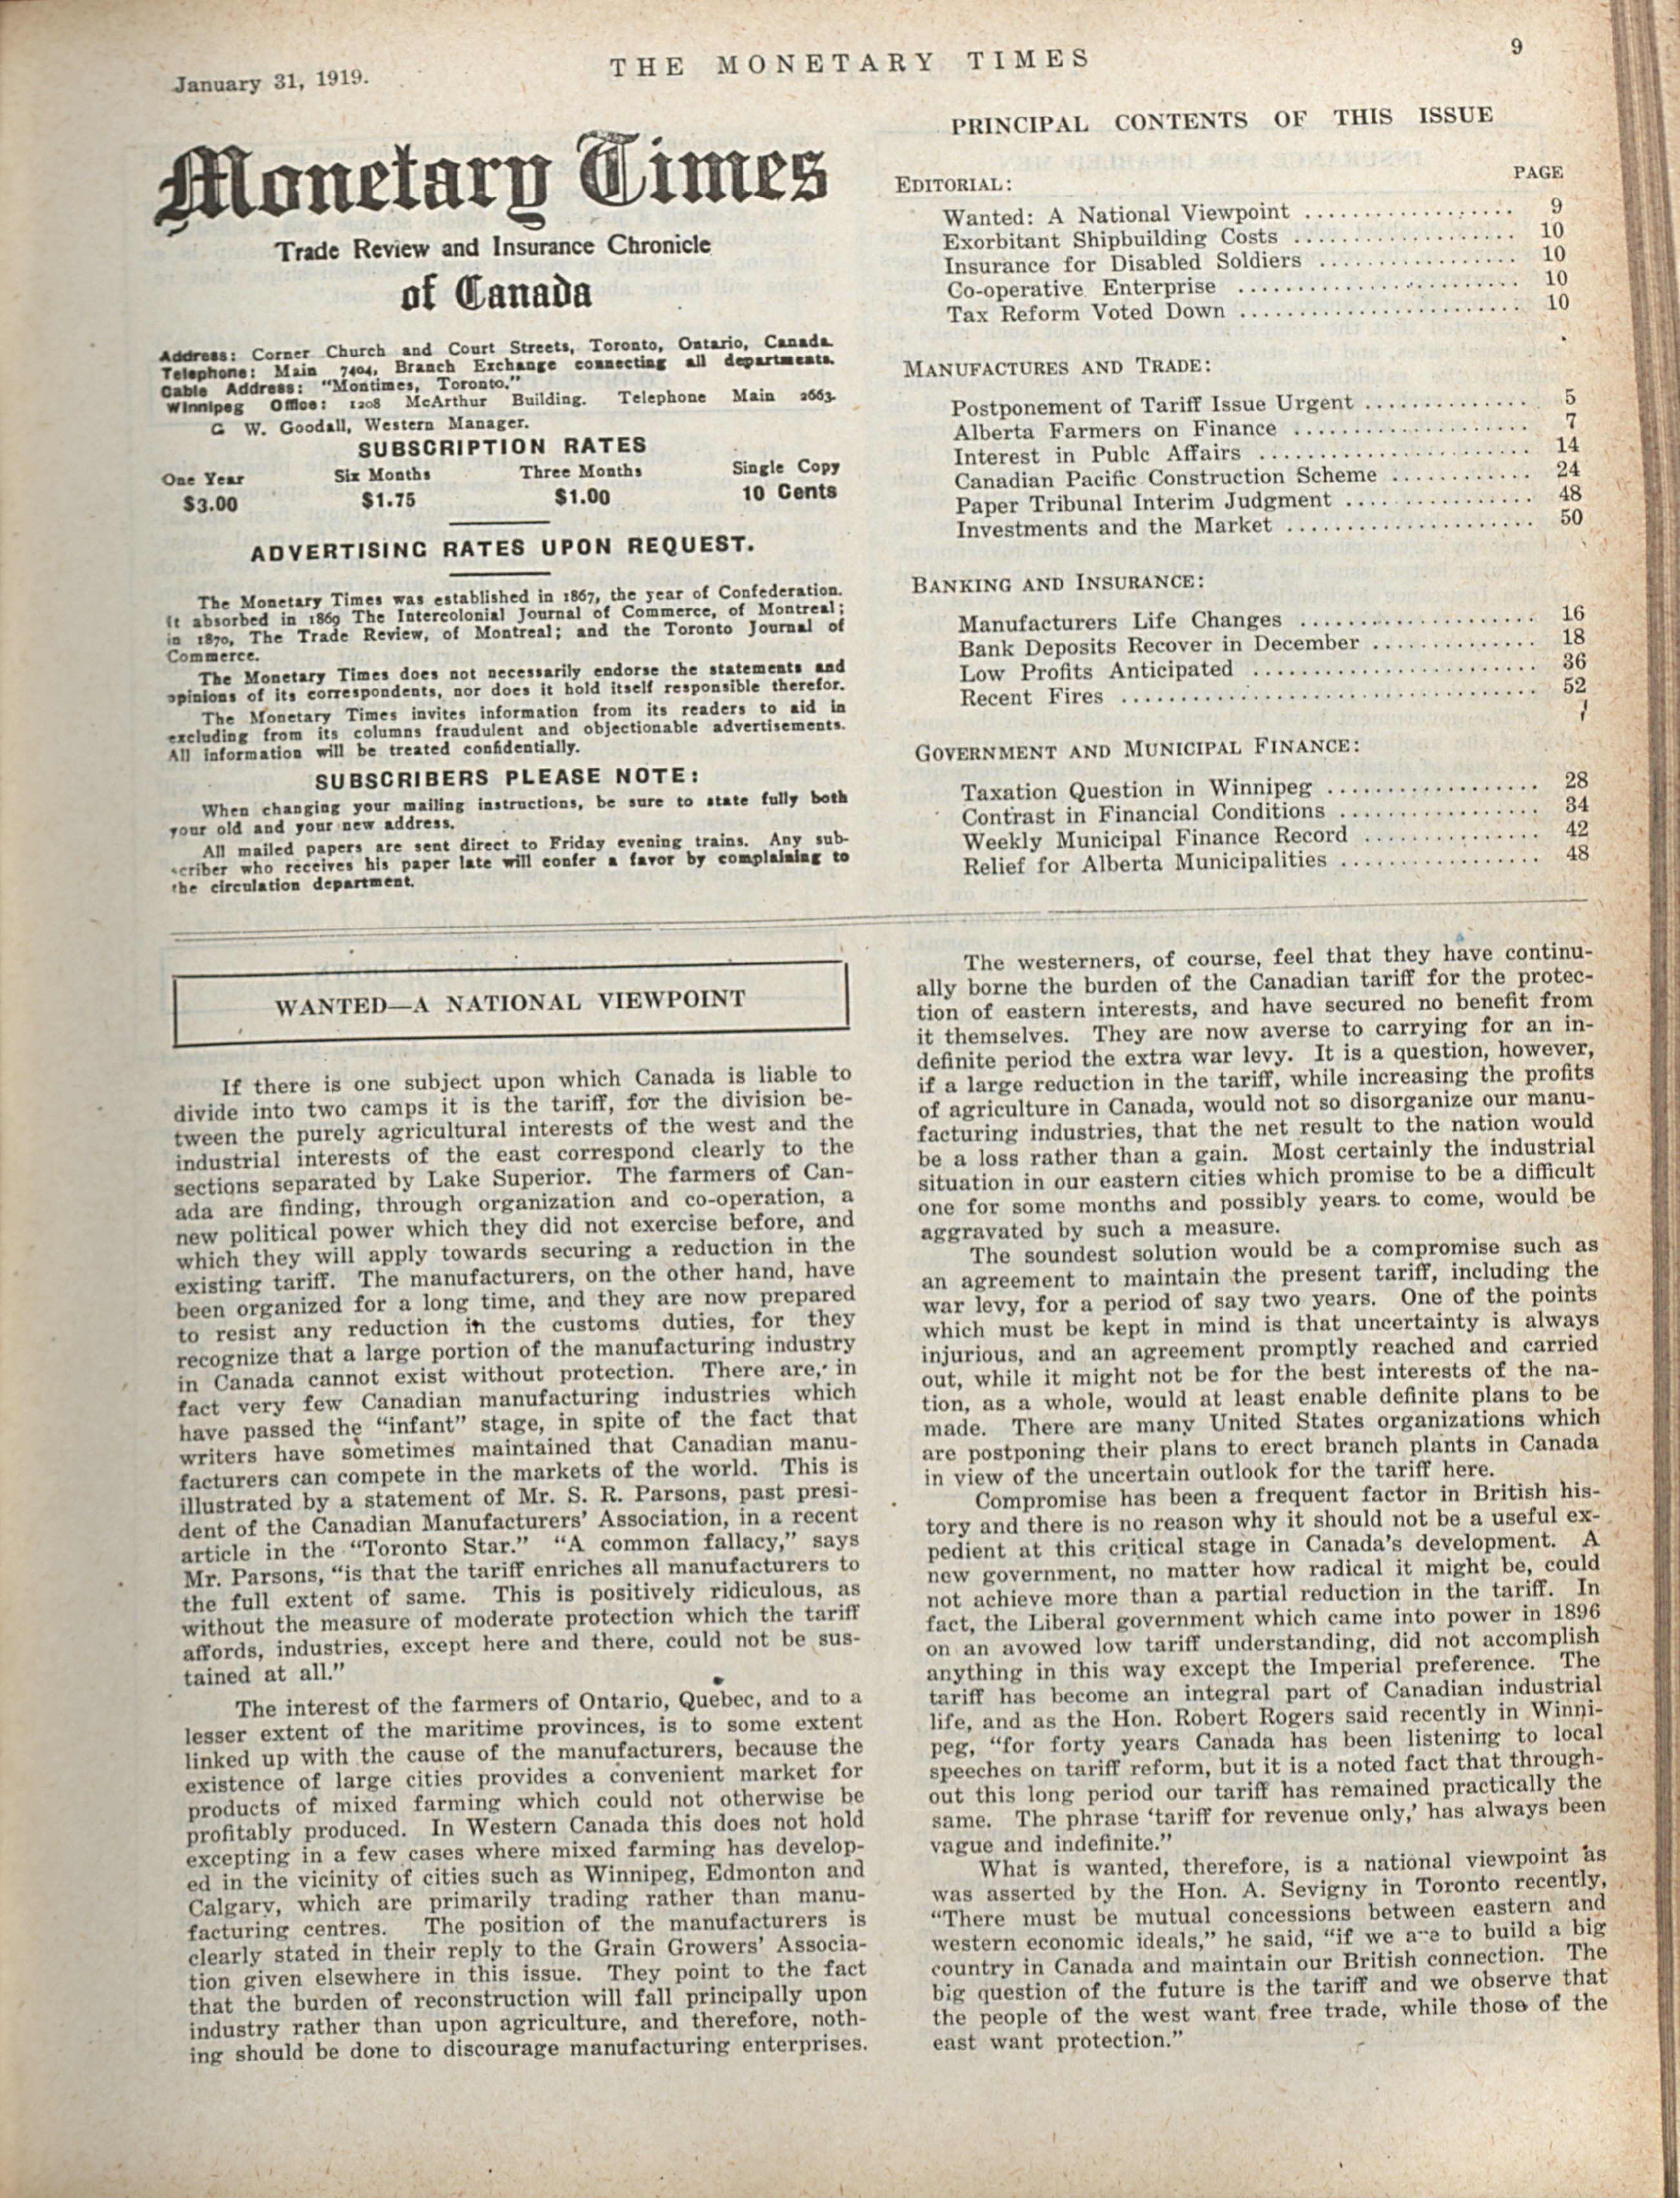 January 31, 1919.
THE MONETARY TIMES
9
Monetary Times
Trade Review and Insurance Chronicle
of Canada
Address: Corner Church and Court Streets, Toronto, Ontario, Canada.
Telephone: Main 7404, Branch Exchange connecting all departments.
Cable Address: "Montimes, Toronto."
Winnipeg Office: 1208 McArthur Building. Telephone Main 2663.
G. W. Goodall, Western Manager.
SUBSCRIPTION RATES
One Year Six Months Three Months Single Copy
$3.00 $1.75 $1.00 10 Cents
ADVERTISING RATES UPON REQUEST.
The Monetary Times was established in 1867, the year of Confederation.
It absorbed in 1869 The Intercolonial Journal of Commerce, of Montreal;
in 1870, The Trade Review, of Montreal; and the Toronto Journal of
Commerce.
The Monetary Times does not necessarily endorse the statements and
opinions of its correspondents, nor does it hold itself responsible therefor.
The Monetary Times invites information from its readers to aid in
excluding from its columns fraudulent and objectionable advertisements.
All information will be treated confidentially.
SUBSCRIBERS PLEASE NOTE:
When changing your mailing instructions, be sure to state fully both
your old and your new address.
All mailed papers are sent direct to Friday evening trains. Any sub-
scriber who receives his paper late will confer a favor by complaining to
the circulation department.
PRINCIPAL CONTENTS OF THIS ISSUE
PAGE
EDITORIAL:
Wanted: A National Viewpoint .................. 9
Exorbitant Shipbuilding Costs ................... 10
Insurance for Disabled Soldiers ................. 10
Co-operative Enterprise ........................ 10
Tax Reform Voted Down ........................ 10
MANUFACTURES AND TRADE:
Postponement of Tariff Issue Urgent .............. 5
Alberta Farmers on Finance .................... 7
Interest in Publc Affairs ....................... 14
Canadian Pacific Construction Scheme ............ 24
Paper Tribunal Interim Judgment ................ 48
Investments and the Market ..................... 50
BANKING AND INSURANCE:
Manufacturers Life Changes .................... 16
Bank Deposits Recover in December .............. 18
Low Profits Anticipated ........................ 36
Recent Fires ................................... 52
GOVERNMENT AND MUNICIPAL FINANCE:
Taxation Question in Winnipeg .................. 28
Contrast in Financial Conditions ................. 34
Weekly Municipal Finance Record ............... 42
Relief for Alberta Municipalities ................. 48
WANTED—A NATIONAL VIEWPOINT
If there is one subject upon which Canada is liable to
divide into two camps it is the tariff, for the division be-
tween the purely agricultural interests of the west and the
industrial interests of the east correspond clearly to the
sections separated by Lake Superior. The farmers of Can-
ada are finding, through organization and co-operation, a
new political power which they did not exercise before, and
which they will apply towards securing a reduction in the
existing tariff. The manufacturers, on the other hand, have
been organized for a long time, and they are now prepared
to resist any reduction in the customs duties, for they
recognize that a large portion of the manufacturing industry
in Canada cannot exist without protection. There are, in
fact very few Canadian manufacturing industries which
have passed the "infant" stage, in spite of the fact that
writers have sometimes maintained that Canadian manu-
facturers can compete in the markets of the world. This is
illustrated by a statement of Mr. S. R. Parsons, past presi-
dent of the Canadian Manufacturers' Association, in a recent
article in the "Toronto Star." "A common fallacy," says
Mr. Parsons, "is that the tariff enriches all manufacturers to
the full extent of same. This is positively ridiculous, as
without the measure of moderate protection which the tariff
affords, industries, except here and there, could not be sus-
tained at all."
The interest of the farmers of Ontario, Quebec, and to a
lesser extent of the maritime provinces, is to some extent
linked up with the cause of the manufacturers, because the
existence of large cities provides a convenient market for
products of mixed farming which could not otherwise be
profitably produced. In Western Canada this does not hold
excepting in a few cases where mixed farming has develop-
ed in the vicinity of cities such as Winnipeg, Edmonton and
Calgary, which are primarily trading rather than manu-
facturing centres. The position of the manufacturers is
clearly stated in their reply to the Grain Growers' Associa-
tion given elsewhere in this issue. They point to the fact
that the burden of reconstruction will fall principally upon
industry rather than upon agriculture, and therefore, noth-
ing should be done to discourage manufacturing enterprises.
The westerners, of course, feel that they have continu-
ally borne the burden of the Canadian tariff for the protec-
tion of eastern interests, and have secured no benefit from
it themselves. They are now averse to carrying for an in-
definite period the extra war levy. It is a question, however,
if a large reduction in the tariff, while increasing the profits
of agriculture in Canada, would not so disorganize our manu-
facturing industries, that the net result to the nation would
be a loss rather than a gain. Most certainly the industrial
situation in our eastern cities which promise to be a difficult
one for some months and possibly years to come, would be
aggravated by such a measure.
The soundest solution would be a compromise such as
an agreement to maintain the present tariff, including the
war levy, for a period of say two years. One of the points
which must be kept in mind is that uncertainty is always
injurious, and an agreement promptly reached and carried
out, while it might not be for the best interests of the na-
tion, as a whole, would at least enable definite plans to be
made. There are many United States organizations which
are postponing their plans to erect branch plants in Canada
in view of the uncertain outlook for the tariff here.
Compromise has been a frequent factor in British his-
tory and there is no reason why it should not be a useful ex-
pedient at this critical stage in Canada's development. A
new government, no matter how radical it might be, could
not achieve more than a partial reduction in the tariff. In
fact, the Liberal government which came into power in 1896
on an avowed low tariff understanding, did not accomplish
anything in this way except the Imperial preference. The
tariff has become an integral part of Canadian industrial
life, and as the Hon. Robert Rogers said recently in Winni-
peg, "for forty years Canada has been listening to local
speeches on tariff reform, but it is a noted fact that through-
out this long period our tariff has remained practically the
same. The phrase 'tariff for revenue only,' has always been
vague and indefinite."
What is wanted, therefore, is a national viewpoint as
was asserted by the Hon. A. Sevigny in Toronto recently,
"There must be mutual concessions between eastern and
western economic ideals," he said, "if we are to build a big
country in Canada and maintain our British connection. The
big question of the future is the tariff and we observe that
the people of the west want free trade, while those of the
east want protection."